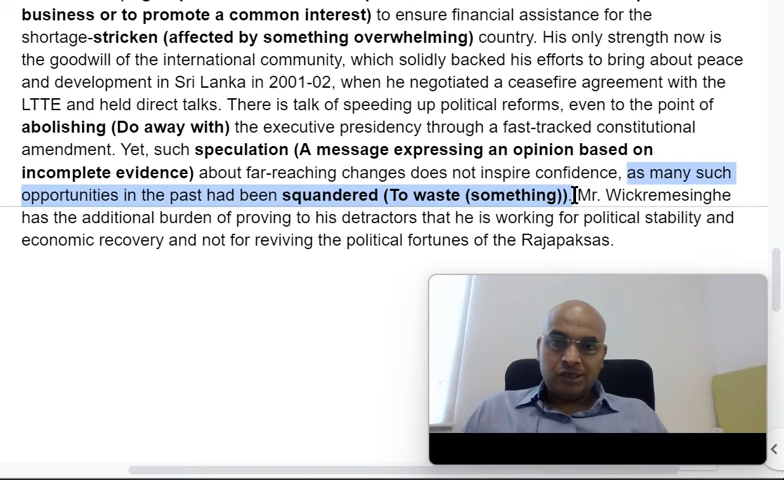 business or to promote a common interest) to ensure financial assistance for the
shortage-stricken (affected by something overwhelming) country. His only strength now is
the goodwill of the international community, which solidly backed his efforts to bring about peace
and development in Sri Lanka in 2001-02, when he negotiated a ceasefire agreement with the
LTTE and held direct talks. There is talk of speeding up political reforms, even to the point of
abolishing (Do away with) the executive presidency through a fast-tracked constitutional
amendment. Yet, such speculation (A message expressing an opinion based on
incomplete evidence) about far-reaching changes does not inspire confidence, as many such
opportunities in the past had been squandered (To waste (something)). Mr. Wickremesinghe
has the additional burden of proving to his detractors that he is working for political stability and
economic recovery and not for reviving the political fortunes of the Rajapaksas.